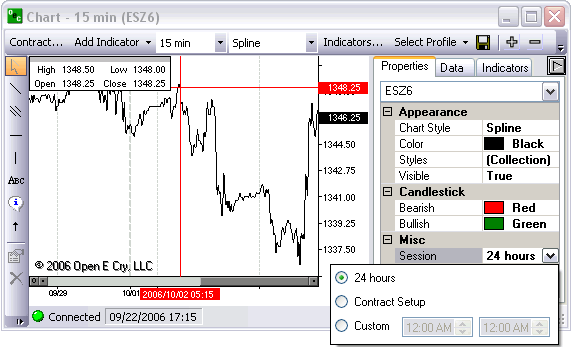 Chart - 15 min (ESZ6)
Contract... Add Indicator 15 min Spline Indicators... Select Profile
High 1348.50 Low 1348.00
Open 1348.25 Close 1348.25
ABC
1348.25
1346.25
1344.50
1342.75
1341.00
1339.25
1337.50
© 2006 Open E Cry, LLC
09/29 10/01 2006/10/02 05:15
Connected 09/22/2006 17:15
Properties Data Indicators
ESZ6
Appearance
Chart Style Spline
Color Black
Styles (Collection)
Visible True
Candlestick
Bearish Red
Bullish Green
Misc
Session 24 hours
24 hours
Contract Setup
Custom 12:00 AM 12:00 AM